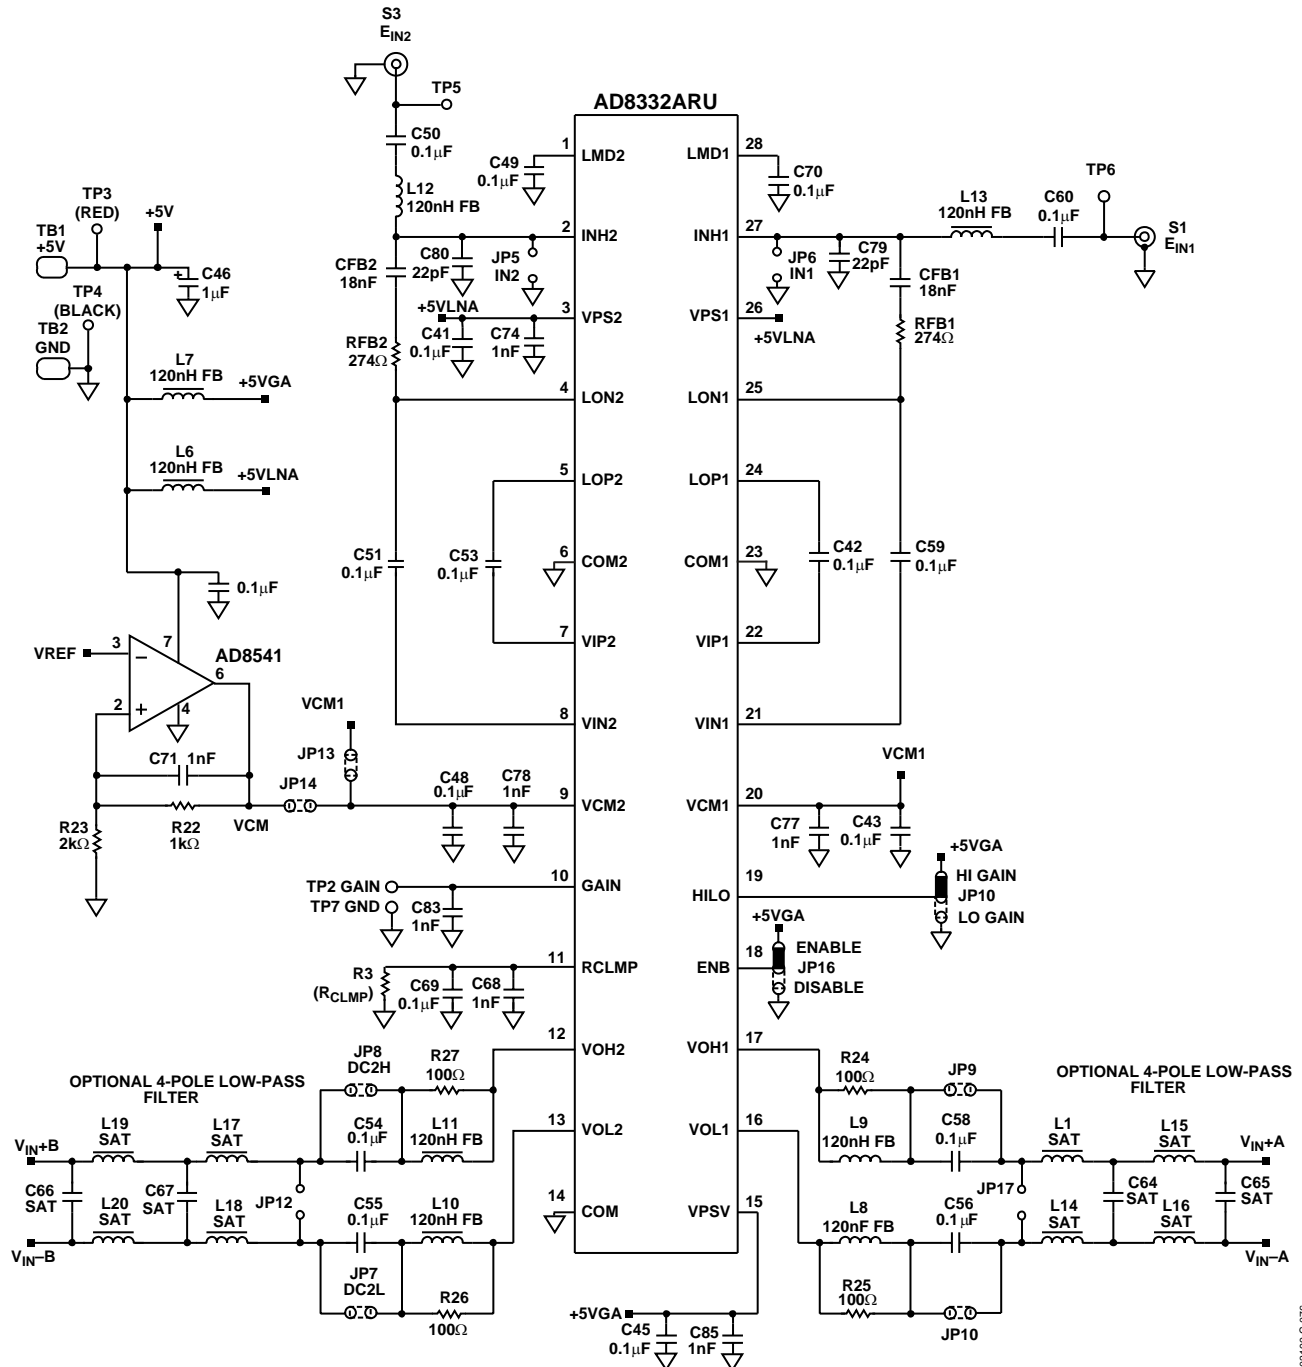 S3
EIN2
TP5
AD8332ARU
C50
0.1µF
L12
120nH FB
C49
0.1µF
1
LMD2
LMD1
28
C70
0.1µF
TP6
L13
120nH FB
C60
0.1µF
S1
EIN1
TP3
(RED)
TB1
+5V
+5V
C46
1µF
+
TP4
(BLACK)
TB2
GND
2
INH2
INH1
27
CFB2
18nF
C80
22pF
JP5
IN2
JP6
IN1
C79
22pF
CFB1
18nF
+5VLNA
3
VPS2
VPS1
26
+5VLNA
RFB2
274Ω
C41
0.1µF
C74
1nF
RFB1
274Ω
L7
120nH FB
+5VGA
4
LON2
LON1
25
L6
120nH FB
+5VLNA
5
LOP2
LOP1
24
C51
0.1µF
C53
0.1µF
6
COM2
COM1
23
C42
0.1µF
C59
0.1µF
0.1µF
VREF
3
−
7
AD8541
6
2
+
4
7
VIP2
VIP1
22
8
VIN2
VIN1
21
C71
1nF
VCM1
JP13
JP14
VCM
R23
2kΩ
R22
1kΩ
C48
0.1µF
C78
1nF
9
VCM2
VCM1
20
VCM1
C77
1nF
C43
0.1µF
+5VGA
HI GAIN
JP10
LO GAIN
TP2 GAIN
TP7 GND
C83
1nF
10
GAIN
HILO
19
+5VGA
ENABLE
JP16
DISABLE
R3
(RCLMP)
C69
0.1µF
C68
1nF
11
RCLMP
ENB
18
12
VOH2
VOH1
17
OPTIONAL 4-POLE LOW-PASS
FILTER
JP8
DC2H
R27
100Ω
R24
100Ω
JP9
OPTIONAL 4-POLE LOW-PASS
FILTER
VIN+B
L19
SAT
L17
SAT
C54
0.1µF
L11
120nH FB
13
VOL2
VOL1
16
L9
120nH FB
C58
0.1µF
L1
SAT
L15
SAT
VIN+A
C66
SAT
C67
SAT
JP12
JP17
C64
SAT
C65
SAT
VIN−B
L20
SAT
L18
SAT
C55
0.1µF
L10
120nH FB
14
COM
VPSV
15
L8
120nF FB
C56
0.1µF
L14
SAT
L16
SAT
VIN−A
JP7
DC2L
R26
100Ω
R25
100Ω
JP10
+5VGA
C45
0.1µF
C85
1nF